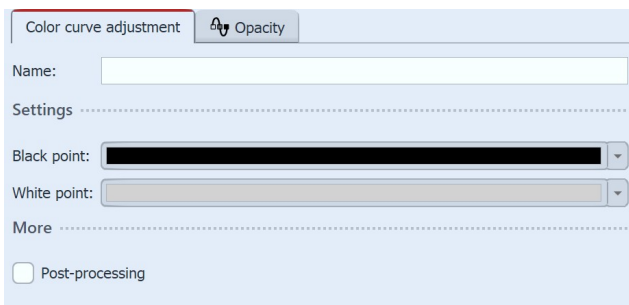 Color curve adjustment Opacity
Name:
Settings
Black point:
White point:
More
Post-processing